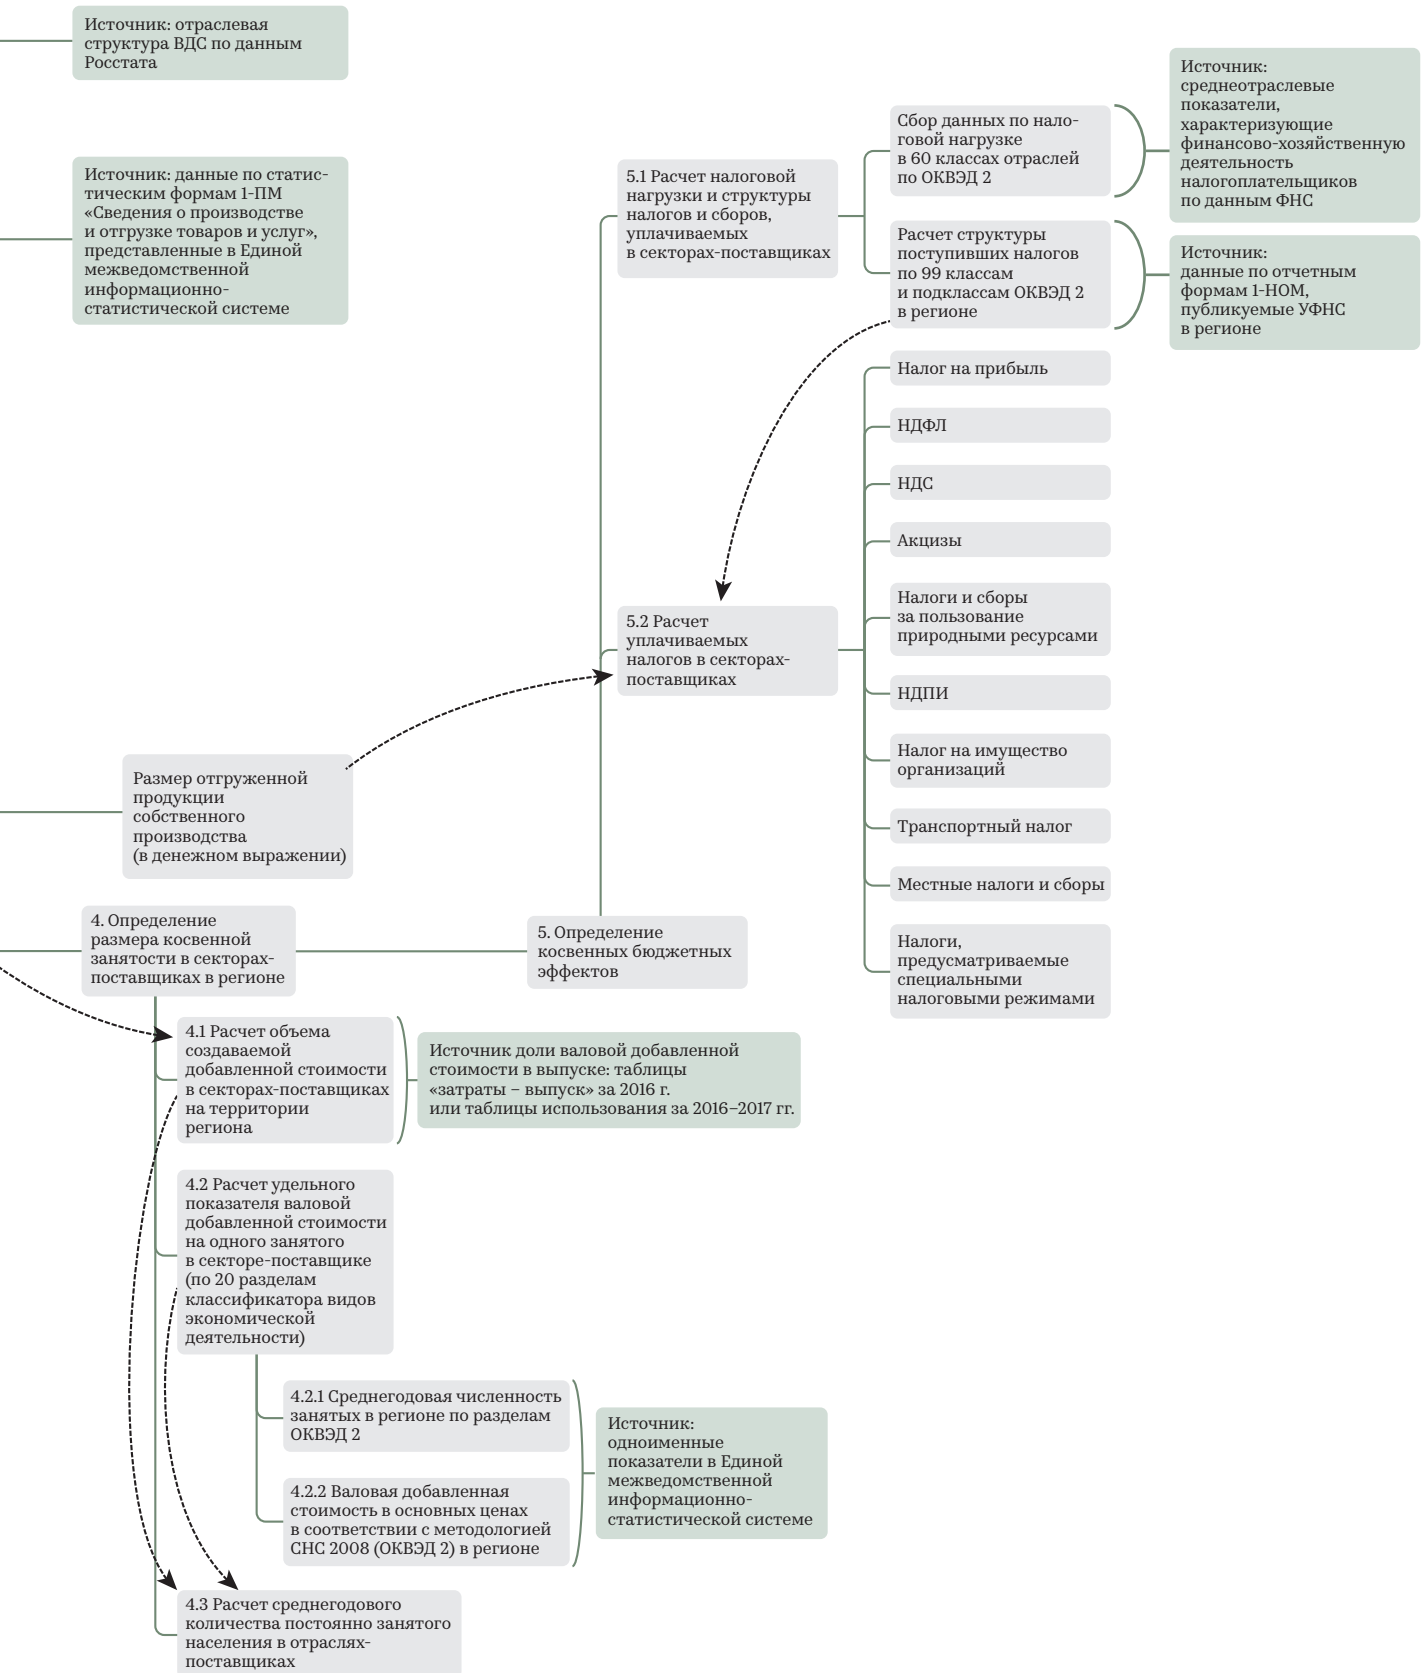 Источник: отраслевая
структура ВДС по данным
Росстата
Источник: данные по статис-
тическим формам 1-ПМ
«Сведения о производстве
и отгрузке товаров и услуг»,
представленные в Единой
межведомственной
информационно-
статистической системе
5.1 Расчет налоговой
нагрузки и структуры
налогов и сборов,
уплачиваемых
в секторах-поставщиках
Сбор данных по нало-
говой нагрузке
в 60 классах отраслей
по ОКВЭД 2
Источник:
среднеотраслевые
показатели,
характеризующие
финансово-хозяйственную
деятельность
налогоплательщиков
по данным ФНС
Расчет структуры
поступивших налогов
по 99 классам
и подклассам ОКВЭД 2
в регионе
Источник:
данные по отчетным
формам 1-НОМ,
публикуемые УФНС
в регионе
Налог на прибыль
НДФЛ
НДС
Акцизы
Налоги и сборы
за пользование
природными ресурсами
НДПИ
Налог на имущество
организаций
Транспортный налог
Местные налоги и сборы
Налоги,
предусматриваемые
специальными
налоговыми режимами
5.2 Расчет
уплачиваемых
налогов в секторах-
поставщиках
Размер отгруженной
продукции
собственного
производства
(в денежном выражении)
4. Определение
размера косвенной
занятости в секторах-
поставщиках в регионе
5. Определение
косвенных бюджетных
эффектов
4.1 Расчет объема
создаваемой
добавленной стоимости
в секторах-поставщиках
на территории
региона
Источник доли валовой добавленной
стоимости в выпуске: таблицы
«затраты – выпуск» за 2016 г.
или таблицы использования за 2016–2017 гг.
4.2 Расчет удельного
показателя валовой
добавленной стоимости
на одного занятого
в секторе-поставщике
(по 20 разделам
классификатора видов
экономической
деятельности)
4.2.1 Среднегодовая численность
занятых в регионе по разделам
ОКВЭД 2
4.2.2 Валовая добавленная
стоимость в основных ценах
в соответствии с методологией
СНС 2008 (ОКВЭД 2) в регионе
Источник:
одноименные
показатели в Единой
межведомственной
информационно-
статистической системе
4.3 Расчет среднегодового
количества постоянно занятого
населения в отраслях-
поставщиках